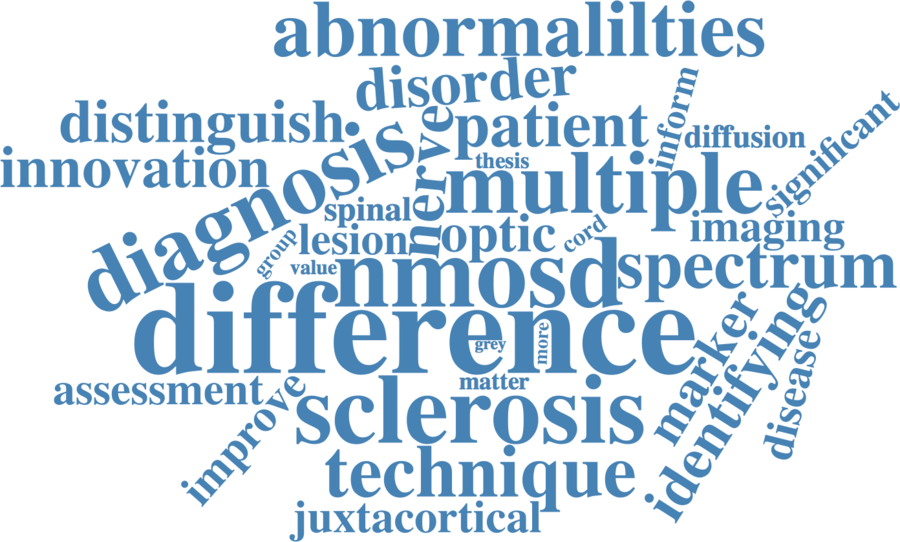 abnormalilties
disorder
distinguish
nerve
patient
inform
diffusion
significant
innovation
diagnosis
thesis
multiple
spinal
group
lesion
optic
cord
imaging
value
nmosd
spectrum
difference
grey
more
marker
identifying
disease
assessment
improve
matter
sclerosis
technique
juxtacortical